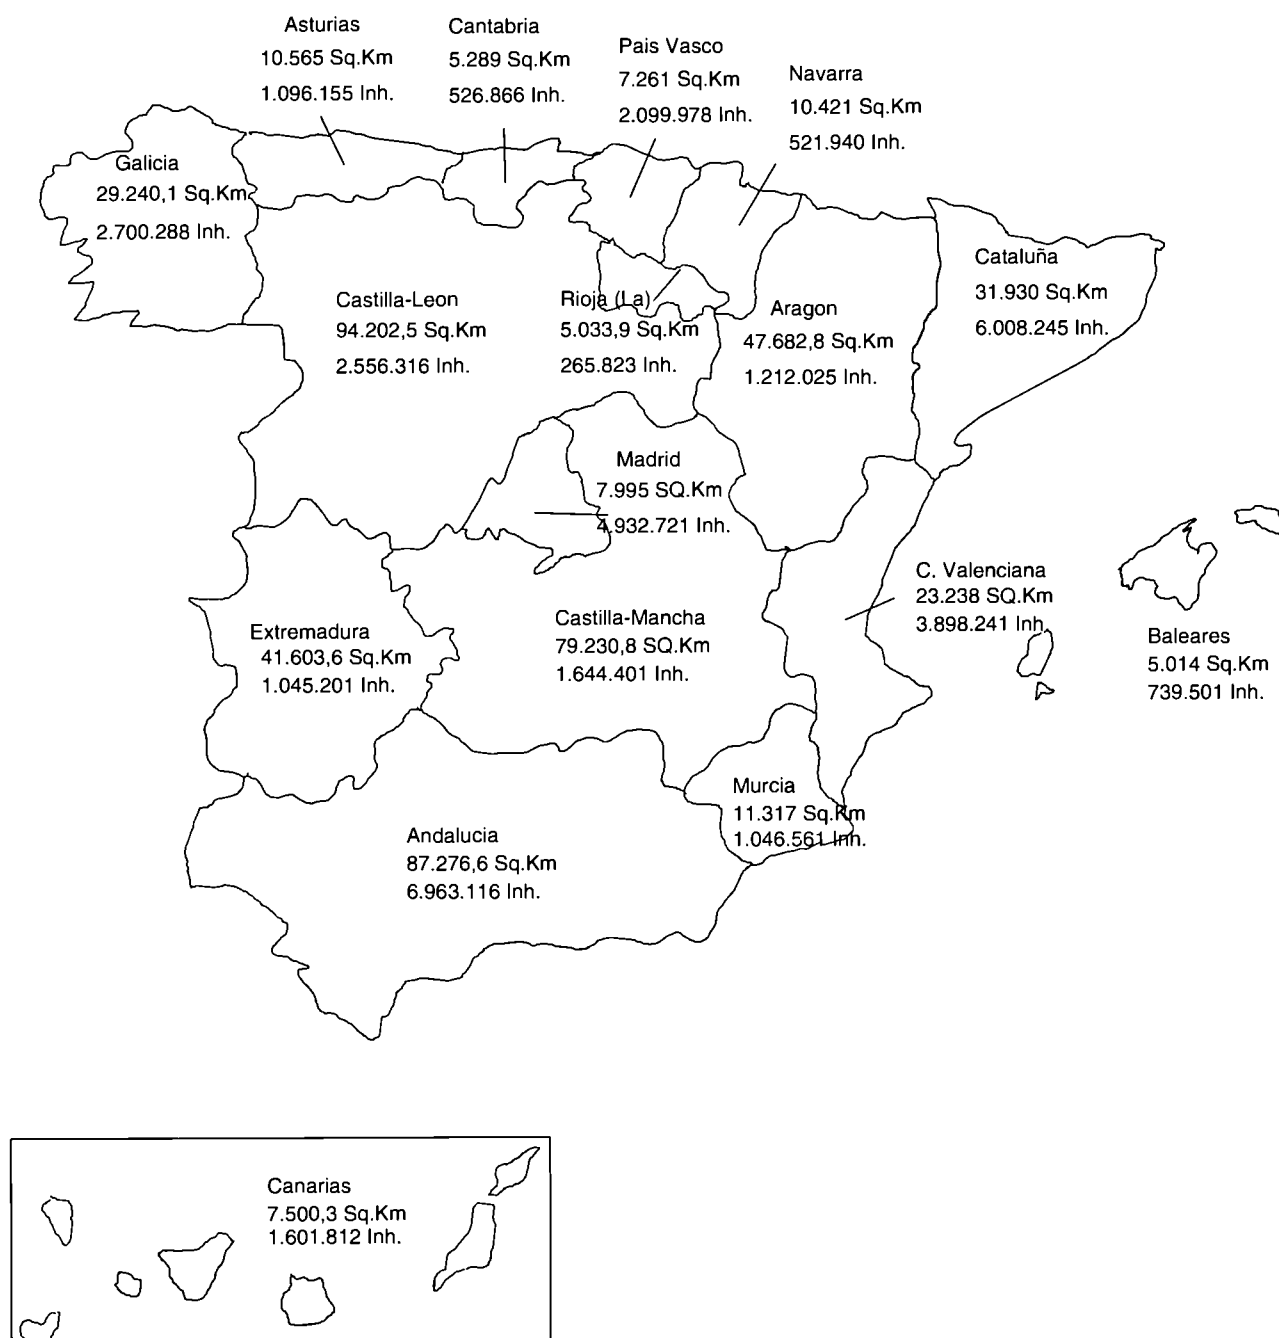 Asturias
10.565 Sq.Km
1.096.155 Inh.
Cantabria
5.289 Sq.Km
526.866 Inh.
Pais Vasco
7.261 Sq.Km
2.099.978 Inh.
Navarra
10.421 Sq.Km
521.940 Inh.
Galicia
29.240,1 Sq.Km
2.700.288 Inh.
Castilla-Leon
94.202,5 Sq.Km
2.556.316 Inh.
Rioja (La)
5.033,9 Sq.Km
265.823 Inh.
Aragon
47.682,8 Sq.Km
1.212.025 Inh.
Cataluña
31.930 Sq.Km
6.008.245 Inh.
Madrid
7.995 SQ.Km
4.932.721 Inh.
C. Valenciana
23.238 SQ.Km
3.898.241 Inh.
Extremadura
41.603,6 Sq.Km
1.045.201 Inh.
Castilla-Mancha
79.230,8 SQ.Km
1.644.401 Inh.
Baleares
5.014 Sq.Km
739.501 Inh.
Murcia
11.317 Sq.Km
1.046.561 Inh.
Andalucia
87.276,6 Sq.Km
6.963.116 Inh.
Canarias
7.500,3 Sq.Km
1.601.812 Inh.